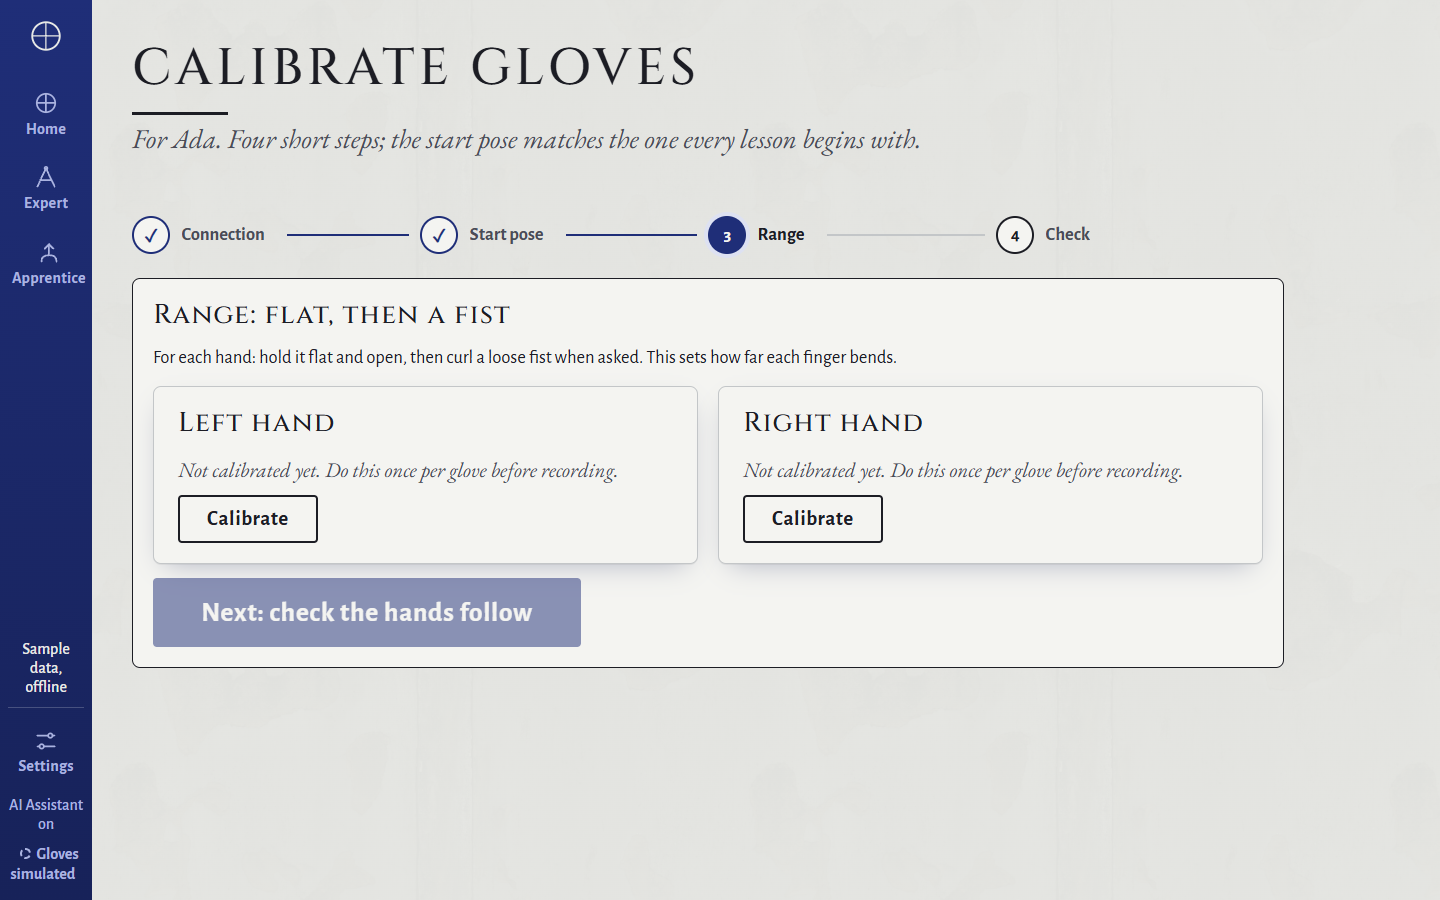 Home
Expert
Apprentice
Sample
data,
offline
Settings
AI Assistant
on
Gloves
simulated
CALIBRATE GLOVES
For Ada. Four short steps; the start pose matches the one every lesson begins with.
Connection
Start pose
3 Range
4 Check
RANGE: FLAT, THEN A FIST
For each hand: hold it flat and open, then curl a loose fist when asked. This sets how far each finger bends.
LEFT HAND
Not calibrated yet. Do this once per glove before recording.
Calibrate
RIGHT HAND
Not calibrated yet. Do this once per glove before recording.
Calibrate
Next: check the hands follow